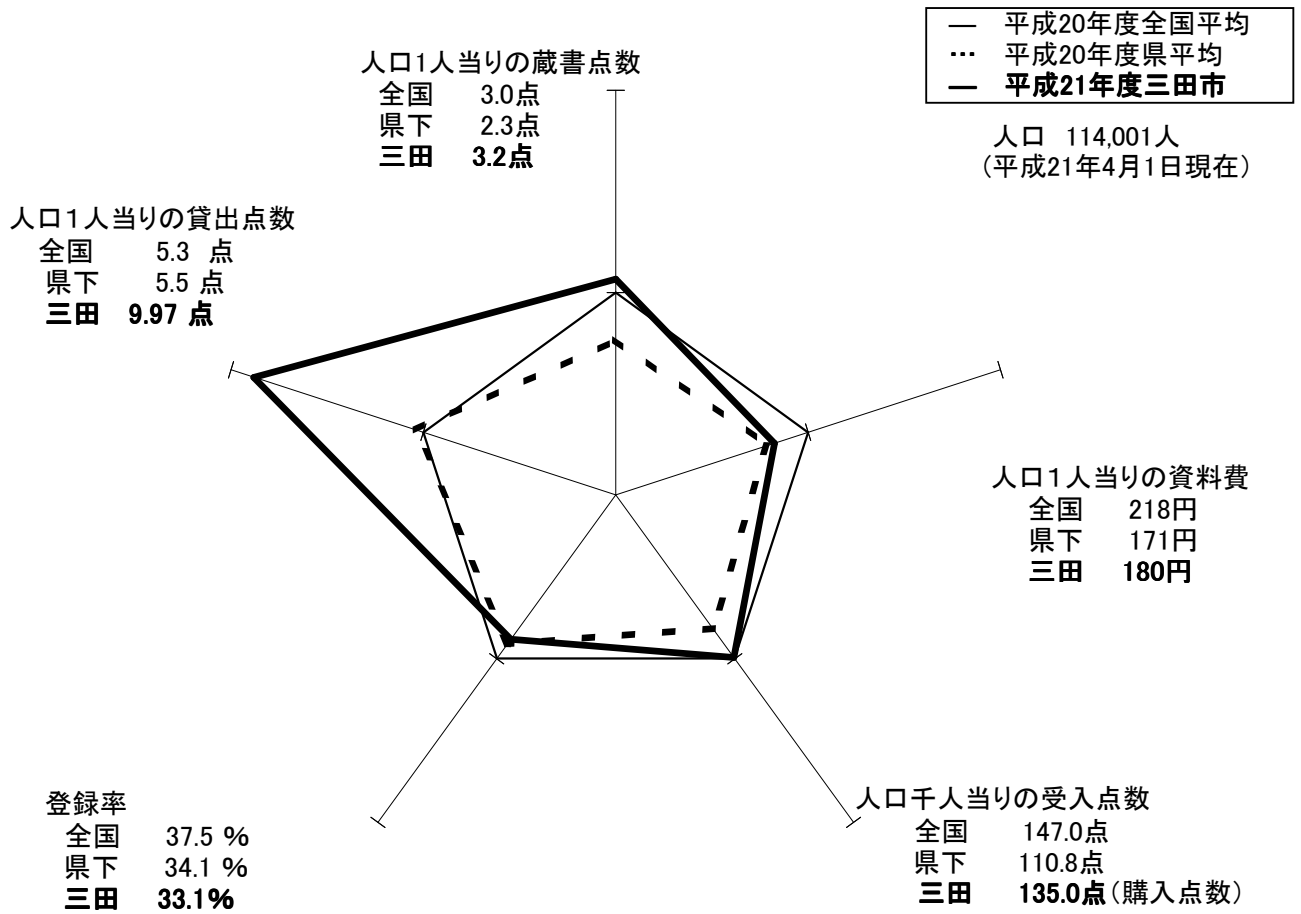 ― 平成20年度全国平均
… 平成20年度県平均
― 平成21年度三田市
人口 114,001人
（平成21年4月1日現在）
人口1人当りの蔵書点数
全国 3.0点
県下 2.3点
三田 3.2点
人口1人当りの貸出点数
全国 5.3 点
県下 5.5 点
三田 9.97 点
人口1人当りの資料費
全国 218円
県下 171円
三田 180円
登録率
全国 37.5 %
県下 34.1 %
三田 33.1%
人口千人当りの受入点数
全国 147.0点
県下 110.8点
三田 135.0点（購入点数）